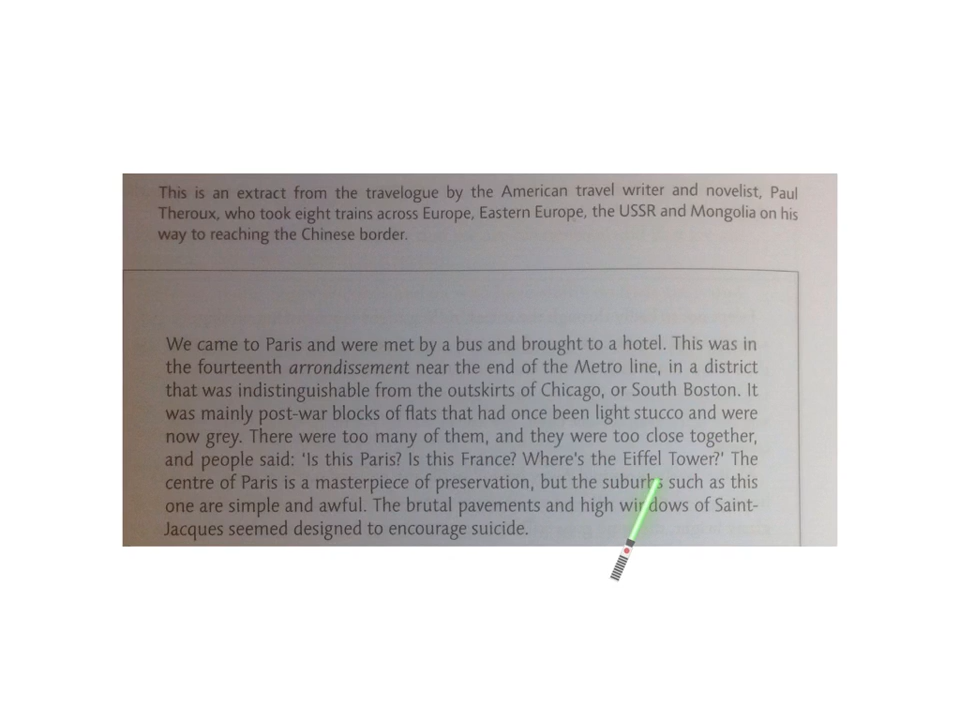 This is an extract from the travelogue by the American travel writer and novelist, Paul
Theroux, who took eight trains across Europe, Eastern Europe, the USSR and Mongolia on his
way to reaching the Chinese border.
We came to Paris and were met by a bus and brought to a hotel. This was in
the fourteenth arrondissement near the end of the Metro line, in a district
that was indistinguishable from the outskirts of Chicago, or South Boston. It
was mainly post-war blocks of flats that had once been light stucco and were
now grey. There were too many of them, and they were too close together,
and people said: ‘Is this Paris? Is this France? Where's the Eiffel Tower?’ The
centre of Paris is a masterpiece of preservation, but the suburbs such as this
one are simple and awful. The brutal pavements and high windows of Saint-
Jacques seemed designed to encourage suicide.